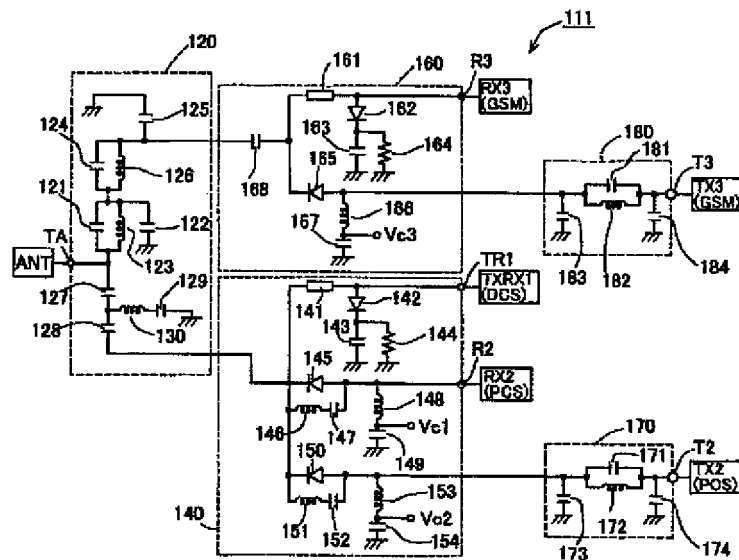 111
120
161
160
R3
RX3
(GSM)
125
162
124
163
164
126
165
168
180
181
T3
TX3
(GSM)
121
122
166
TA
123
167
Vc3
183
182
184
ANT
129
TR1
TXRX1
(DCS)
127
141
142
130
143
144
128
R2
145
RX2
(PCS)
148
146
147
Vc1
170
149
150
171
T2
TX2
(POS)
153
140
151
152
Vc2
154
172
173
174